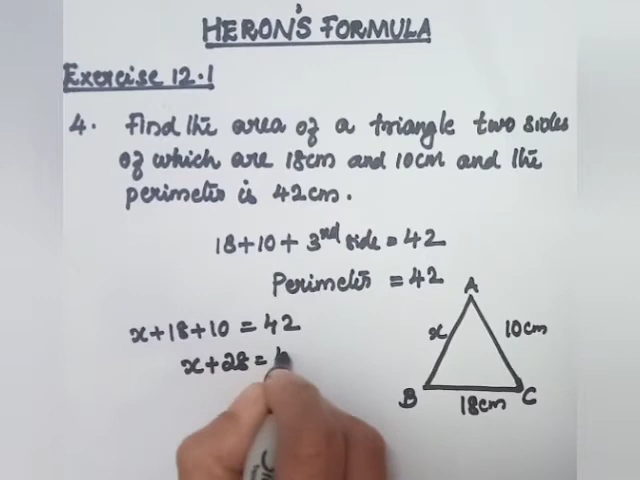 HERON'S FORMULA
Exercise 12.1
4. Find the area of a triangle two sides
of which are 18cm and 10cm and the
perimeter is 42cm.
18+10+3rd side = 42
Perimeter = 42
A
x+18+10 = 42
x
10cm
x+28 =
B
18cm
C